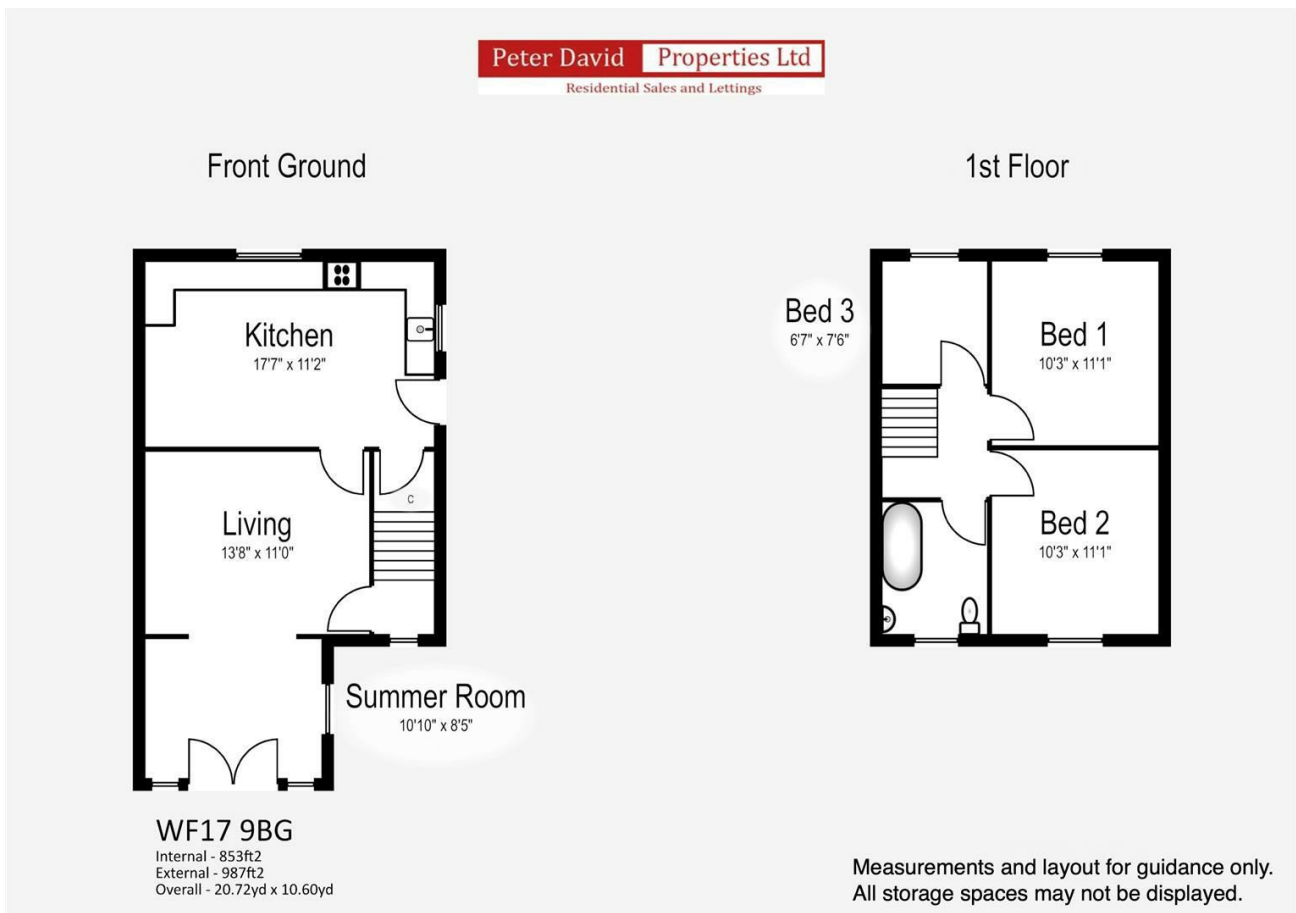 Peter David Properties Ltd
Residential Sales and Lettings
Front Ground
1st Floor
Kitchen
17'7" x 11'2"
Living
13'8" x 11'0"
C
Summer Room
10'10" x 8'5"
Bed 3
6'7" x 7'6"
Bed 1
10'3" x 11'1"
Bed 2
10'3" x 11'1"
WF17 9BG
Internal - 853ft2
External - 987ft2
Overall - 20.72yd x 10.60yd
Measurements and layout for guidance only.
All storage spaces may not be displayed.